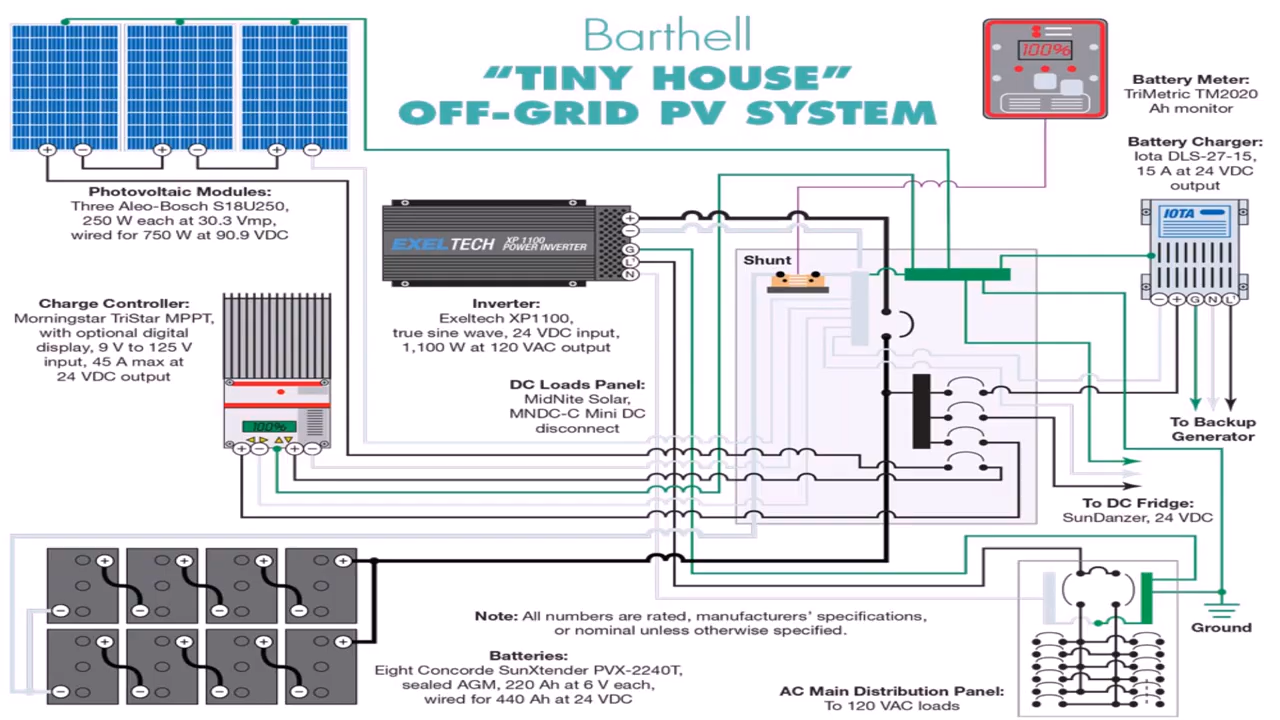 Barthell
“TINY HOUSE”
OFF-GRID PV SYSTEM
100%
Battery Meter:
TriMetric TM2020
Ah monitor
Battery Charger:
Iota DLS-27-15,
15 A at 24 VDC
output
IOTA
Photovoltaic Modules:
Three Aleo-Bosch S18U250,
250 W each at 30.3 Vmp,
wired for 750 W at 90.9 VDC
EXELTECH XP 1100
POWER INVERTER
G
L1
N
Shunt
Inverter:
Exeltech XP1100,
true sine wave, 24 VDC input,
1,100 W at 120 VAC output
Charge Controller:
Morningstar TriStar MPPT,
with optional digital
display, 9 V to 125 V
input, 45 A max at
24 VDC output
100%
G N L1
To Backup
Generator
DC Loads Panel:
MidNite Solar,
MNDC-C Mini DC
disconnect
To DC Fridge:
SunDanzer, 24 VDC
Note: All numbers are rated, manufacturers’ specifications,
or nominal unless otherwise specified.
Ground
Batteries:
Eight Concorde SunXtender PVX-2240T,
sealed AGM, 220 Ah at 6 V each,
wired for 440 Ah at 24 VDC
AC Main Distribution Panel:
To 120 VAC loads